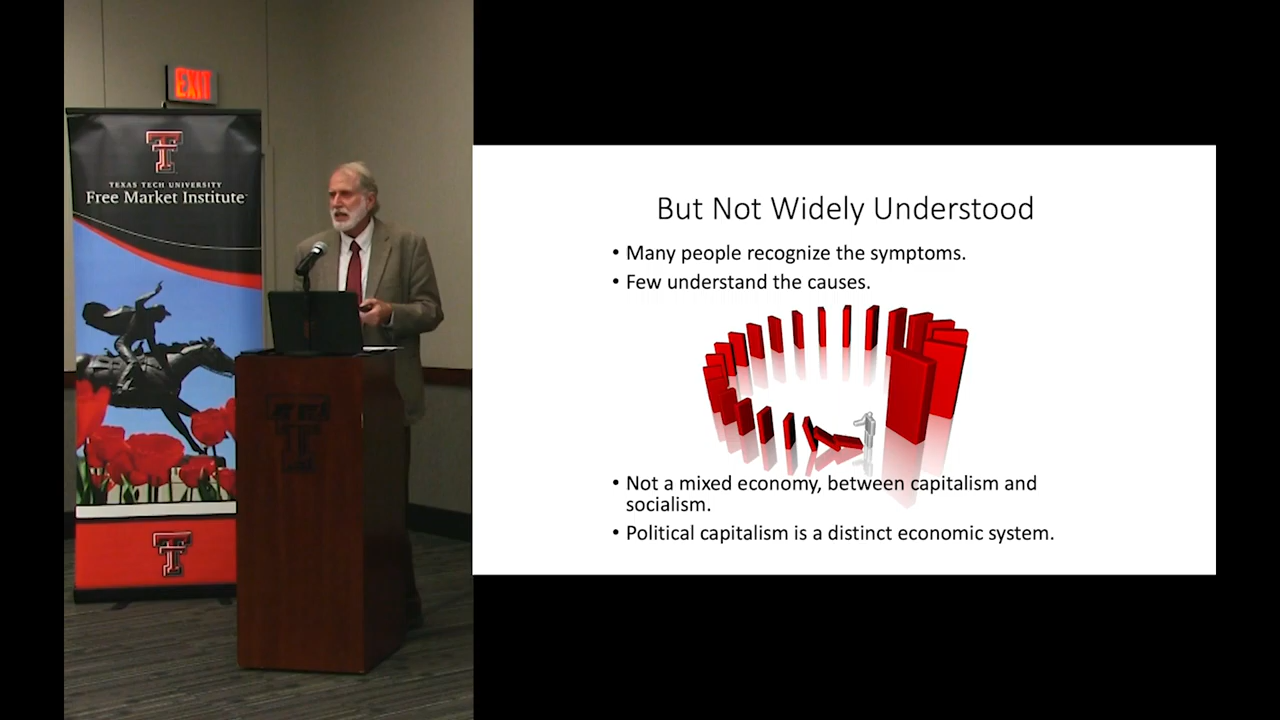 EXIT
TEXAS TECH UNIVERSITY
Free Market Institute
But Not Widely Understood
• Many people recognize the symptoms.
• Few understand the causes.
• Not a mixed economy, between capitalism and
socialism.
• Political capitalism is a distinct economic system.